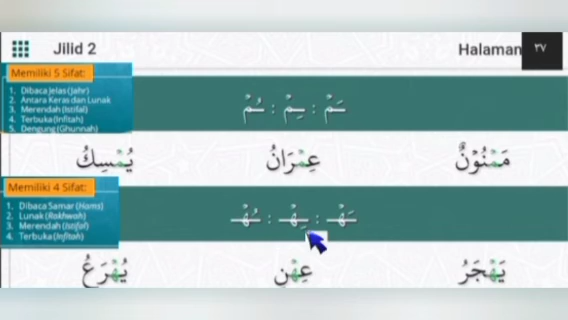 Jilid 2
Halaman ٣٧
Memiliki 5 Sifat:
1. Dibaca Jelas (Jahr)
2. Antara Keras dan Lunak
3. Merendah (Istifal)
4. Terbuka (Infitah)
5. Dengung (Ghunnah)
ـَمْ : ـِمْ : ـُمْ
مَمْنُوْنٌ عِمْرَانُ يُمْسِكُ
Memiliki 4 Sifat:
1. Dibaca Samar (Hams)
2. Lunak (Rakhwah)
3. Merendah (Istifal)
4. Terbuka (Infitah)
ـَهْـ : ـِهْـ : ـُهْـ
يَهْجَرُ عِهْنِ يُهْرَعُ